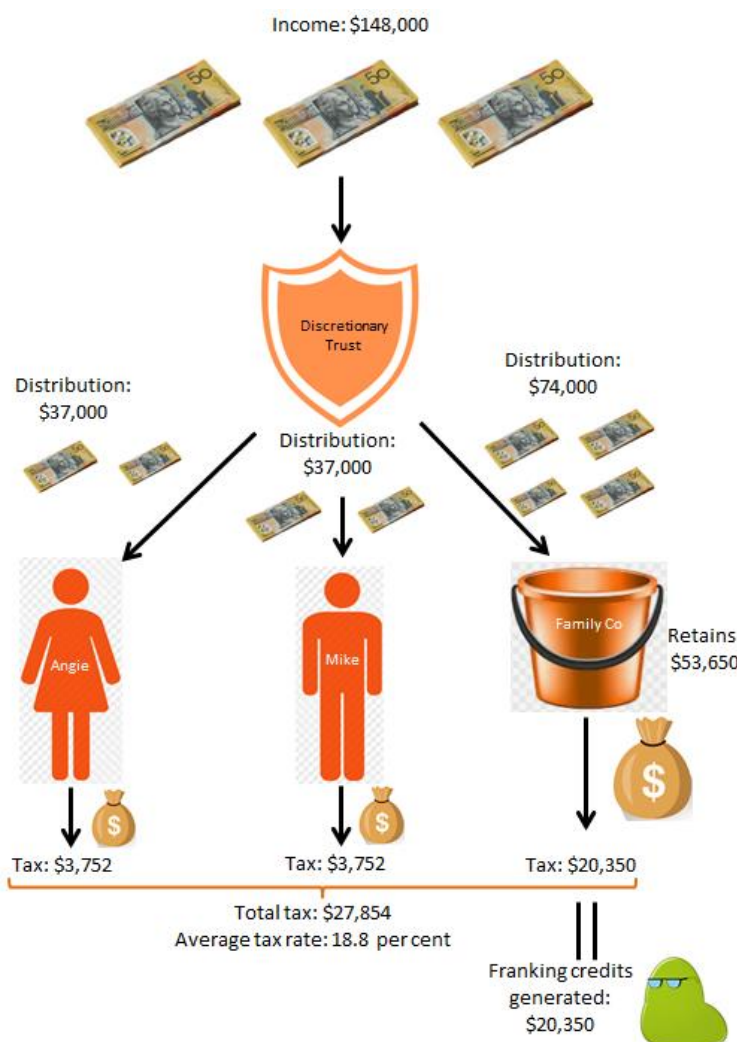 Income: $148,000
Discretionary
Trust
Distribution:
$37,000
Distribution:
$37,000
Distribution:
$74,000
Angie
Mike
Family Co
Retains:
$53,650
Tax: $3,752
Tax: $3,752
Tax: $20,350
Total tax: $27,854
Average tax rate: 18.8 per cent
Franking credits
generated:
$20,350